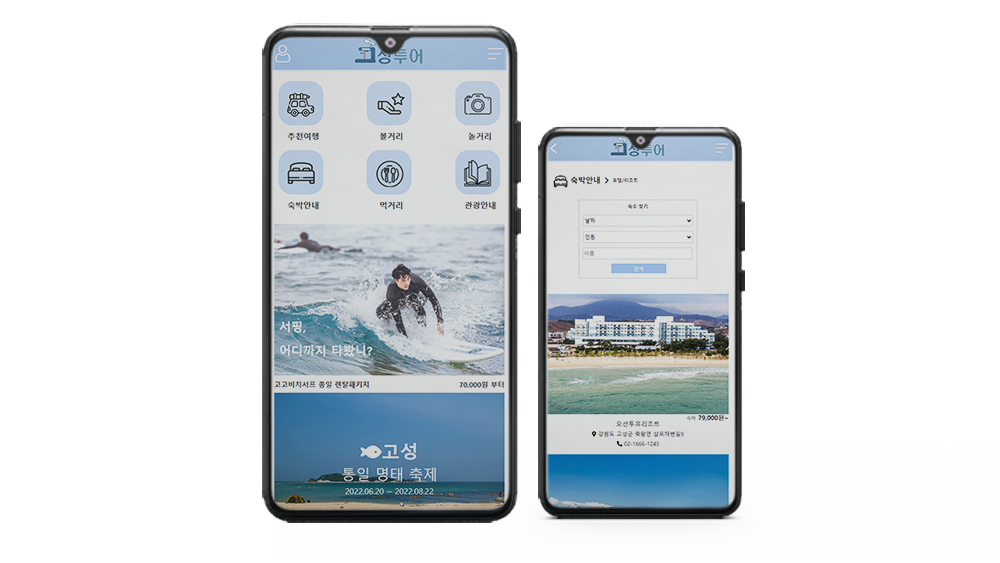 고성투어
추천여행
볼거리
놀거리
숙박안내
먹거리
관광안내
서핑,
어디까지 타봤니?
고고비치서프 종일 렌탈패키지 70,000원 부터
고성
통일 명태 축제
2022.06.20 – 2022.08.22
고성투어
숙박안내 > 호텔/리조트
숙소 찾기
날짜
인원
이름
검색
숙박 79,000원~
오션투유리조트
강원도 고성군 죽왕면 삼포해변길9
02-1666-1243